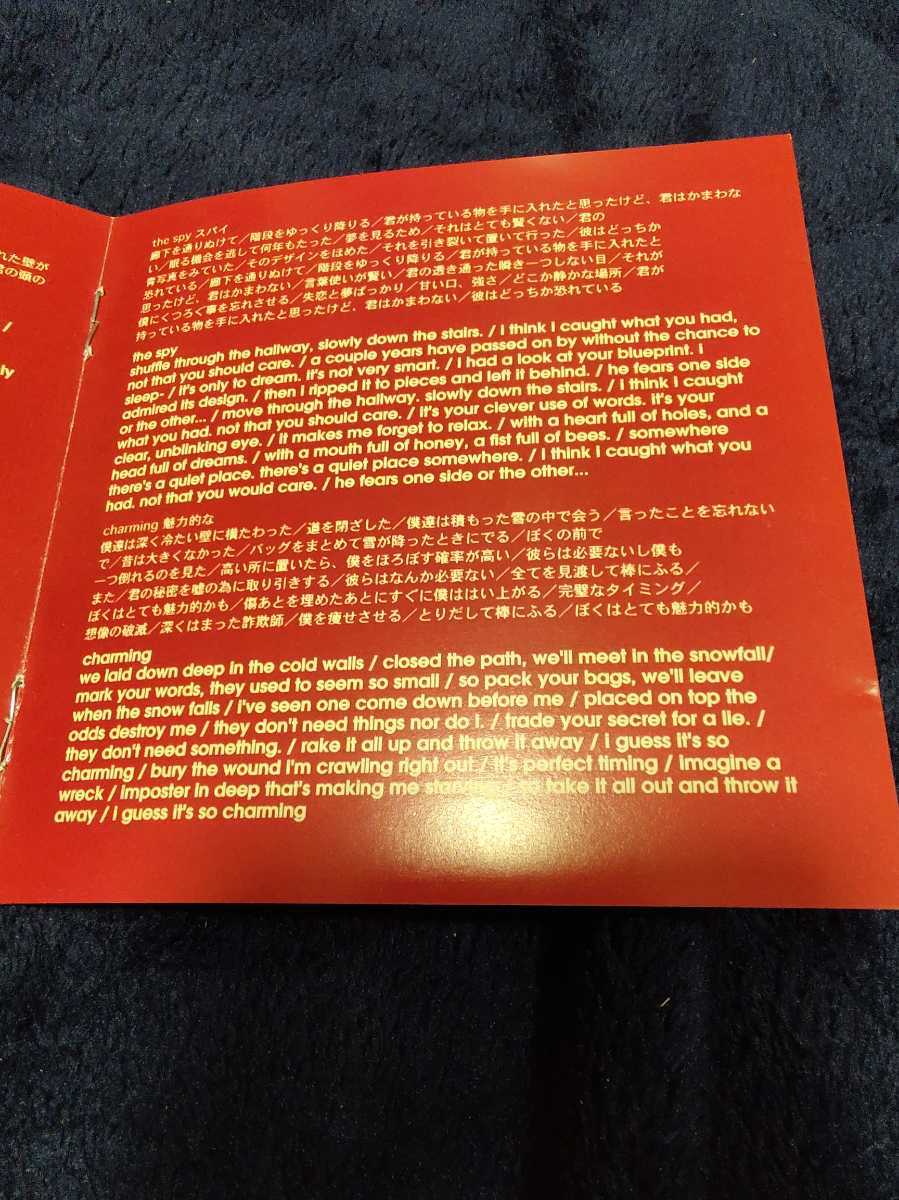 れた壁が
君の頭の
/
ly
the spy スパイ
廊下を通りぬけて／階段をゆっくり降りる／君が持っている物を手に入れたと思ったけど、君はかまわな
い／眠る機会を逃して何年もたった／夢を見るため／それはとても賢くない／君の
青写真をみていた／そのデザインをほめた／それを引き裂いて置いて行った／彼はどっちか
恐れている／廊下を通りぬけて／階段をゆっくり降りる／君が持っている物を手に入れたと
思ったけど、君はかまわない／言葉使いが賢い／君の透き通った瞬き一つしない目／それが
僕にくつろぐ事を忘れさせる／失恋と夢ばっかり／甘い口、強さ／どこか静かな場所／君が
持っている物を手に入れたと思ったけど、君はかまわない／彼はどっちか恐れている
the spy
shuffle through the hallway, slowly down the stairs. / i think I caught what you had,
not that you should care. / a couple years have passed on by without the chance to
sleep- / it's only to dream. it's not very smart. / i had a look at your blueprint. i
admired its design. / then i ripped it to pieces and left it behind. / he fears one side
or the other... / move through the hallway. slowly down the stairs. / i think i caught
what you had. not that you should care. / it's your clever use of words. it's your
clear, unblinking eye. / it makes me forget to relax. / with a heart full of holes, and a
head full of dreams. / with a mouth full of honey, a fist full of bees. / somewhere
there's a quiet place. there's a quiet place somewhere. / i think I caught what you
had. not that you would care. / he fears one side or the other...
charming 魅力的な
僕達は深く冷たい壁に横たわった／道を閉ざした／僕達は積もった雪の中で会う／言ったことを忘れない
で／昔は大きくなかった／バッグをまとめて雪が降ったときにでる／ぼくの前で
一つ倒れるのを見た／高い所に置いたら、僕をほろぼす確率が高い／彼らは必要ないし僕も
また／君の秘密を嘘の為に取り引きする／彼らはなんか必要ない／全てを見渡して棒にふる／
ぼくはとても魅力的かも／傷あとを埋めたあとにすぐに僕ははい上がる／完璧なタイミング／
想像の破滅／深くはまった詐欺師／僕を痩せさせる／とりだして棒にふる／ぼくはとても魅力的かも
charming
we laid down deep in the cold walls / closed the path, we'll meet in the snowfall/
mark your words, they used to seem so small / so pack your bags, we'll leave
when the snow falls / i've seen one come down before me / placed on top the
odds destroy me / they don't need things nor do i. / trade your secret for a lie. /
they don't need something. / rake it all up and throw it away / i guess it's so
charming / bury the wound i'm crawling right out / it's perfect timing / imagine a
wreck / imposter in deep that's making me / so take it all out and throw it
away / i guess it's so charming